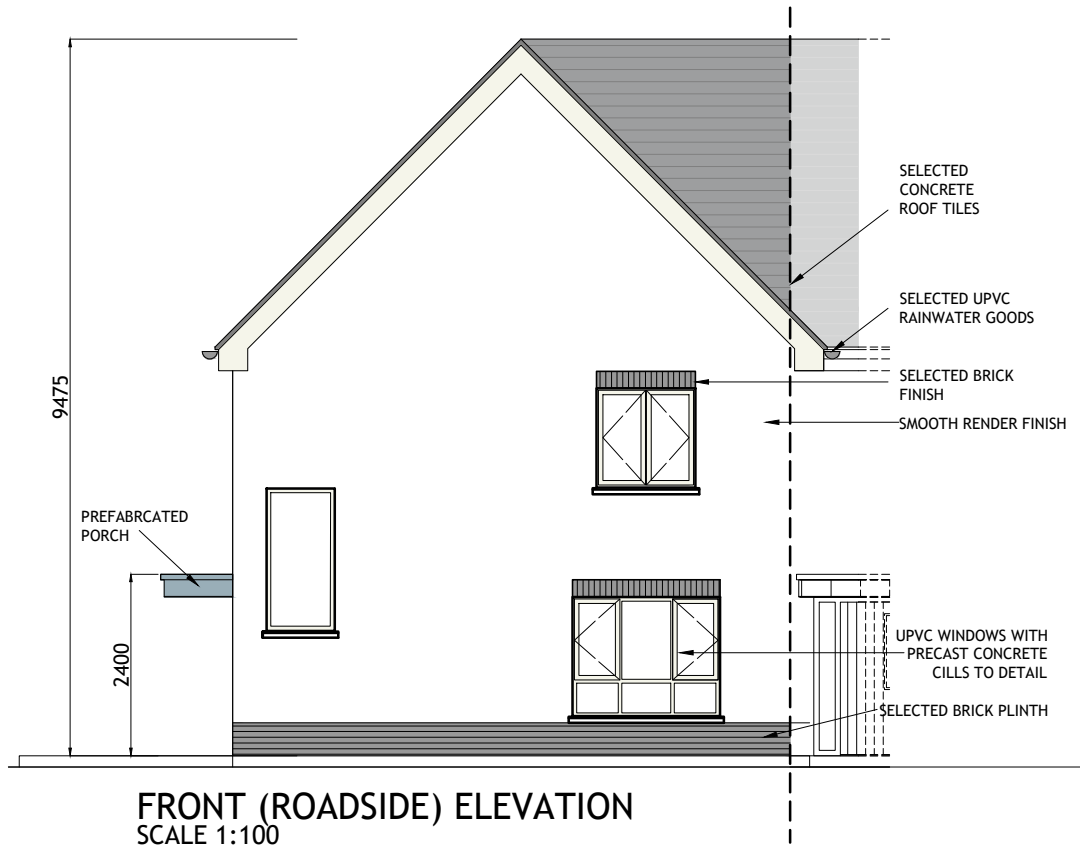 SELECTED
CONCRETE
ROOF TILES
SELECTED UPVC
RAINWATER GOODS
SELECTED BRICK
FINISH
SMOOTH RENDER FINISH
9475
PREFABRCATED
PORCH
2400
UPVC WINDOWS WITH
PRECAST CONCRETE
CILLS TO DETAIL
SELECTED BRICK PLINTH
FRONT (ROADSIDE) ELEVATION
SCALE 1:100